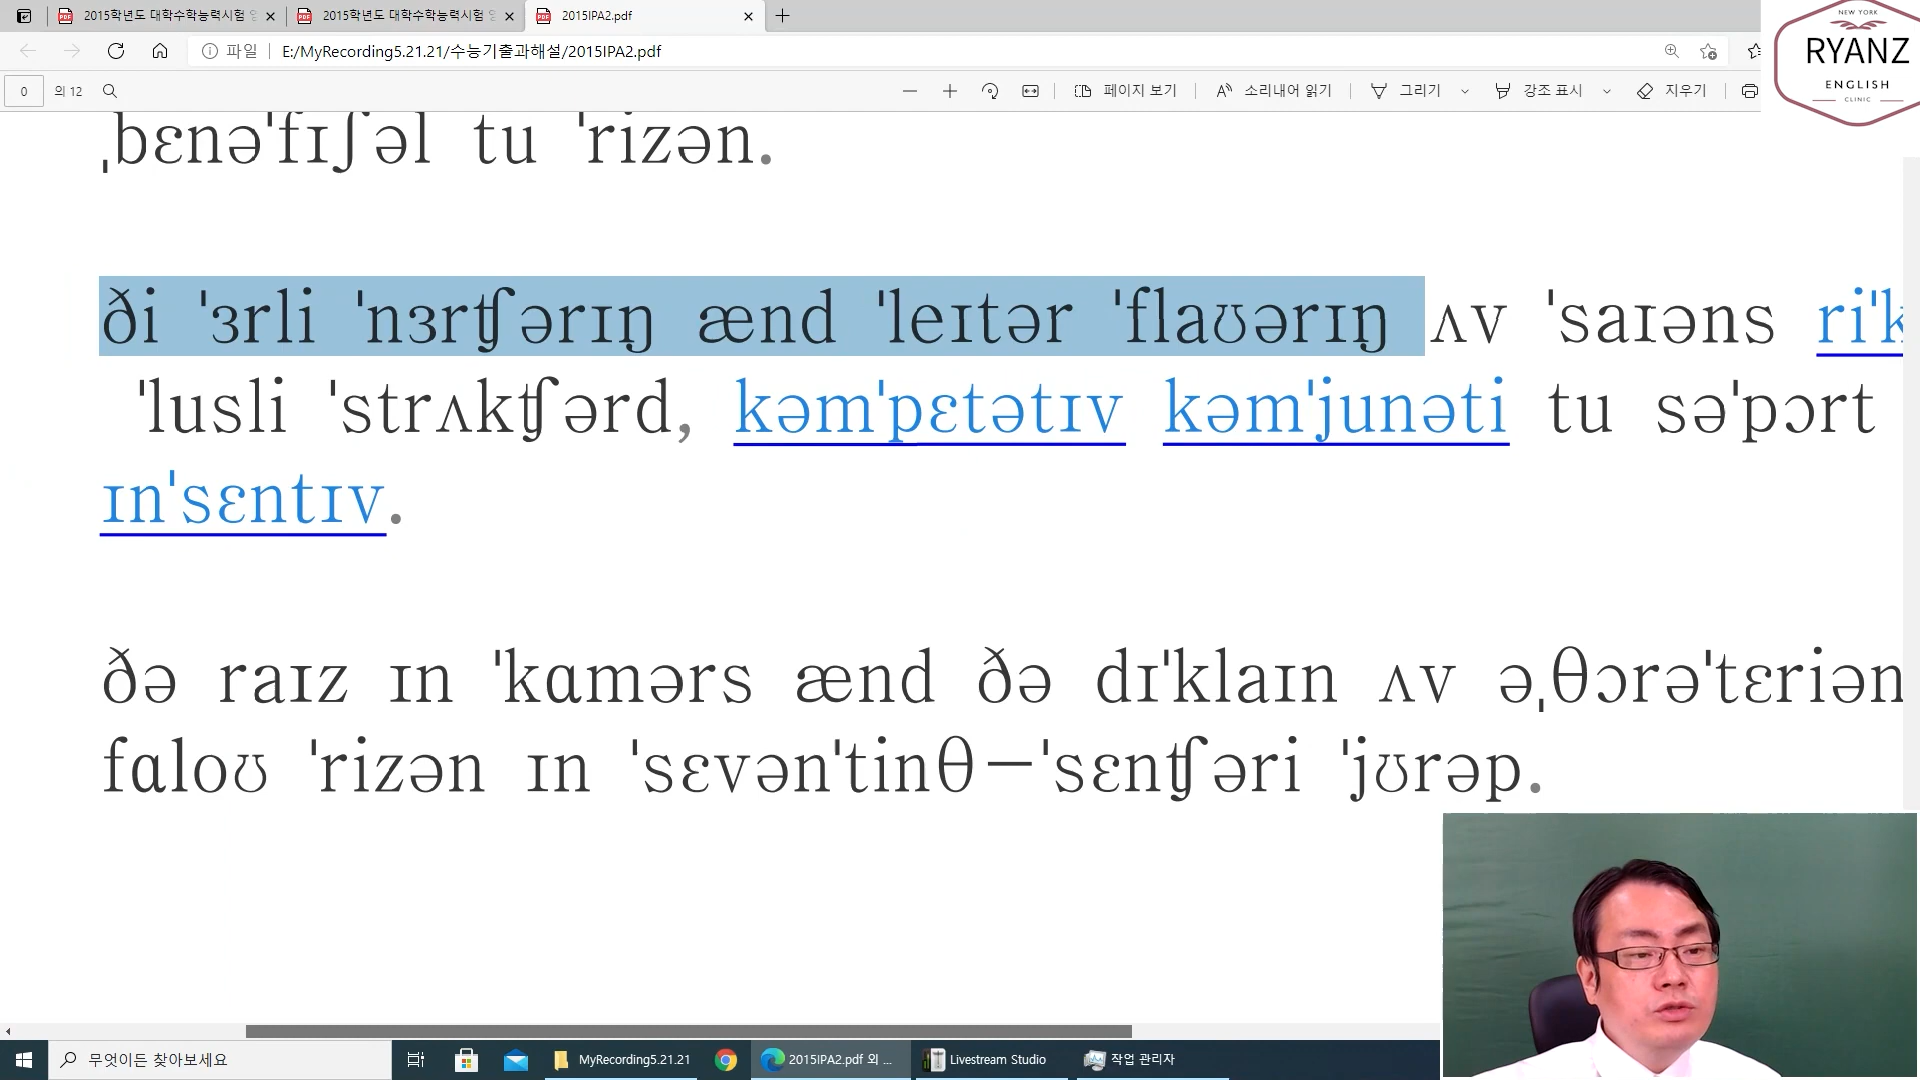 2015학년도 대학수학능력시험
2015학년도 대학수학능력시험
2015IPA2.pdf
파일
E:/MyRecording5.21.21/수능기출과해설/2015IPA2.pdf
0 의 12
페이지 보기
소리내어 읽기
그리기
강조 표시
지우기
NEW YORK
RYANZ
ENGLISH
CLINIC
ˌbɛnəˈfɪʃəl tu ˈrizən.
ði ˈɜrli ˈnɜrʧərɪŋ ænd ˈleɪtər ˈflaʊərɪŋ ʌv ˈsaɪəns riˈk
ˈlusli ˈstrʌkʧərd, kəmˈpɛtətɪv kəmˈjunəti tu səˈpɔrt
ɪnˈsɛntɪv.
ðə raɪz ɪn ˈkɑmərs ænd ðə dɪˈklaɪn ʌv əˌθɔrəˈtɛriən
fɑloʊ ˈrizən ɪn ˈsɛvənˈtinθ-ˈsɛnʧəri ˈjʊrəp.
무엇이든 찾아보세요
MyRecording5.21.21
2015IPA2.pdf 외 ...
Livestream Studio
작업 관리자